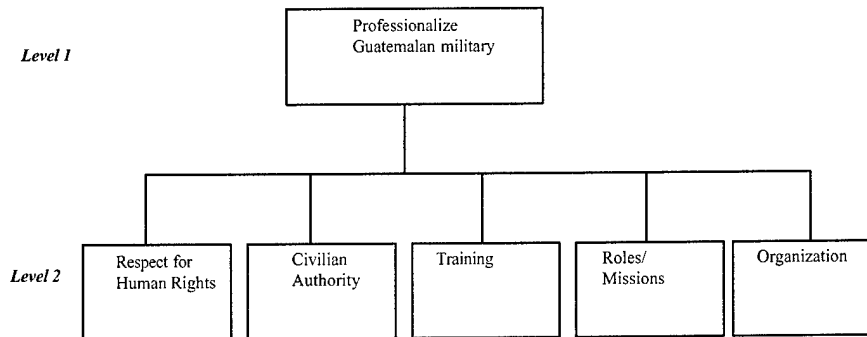 Level 1
Professionalize
Guatemalan military
Level 2
Respect for
Human Rights
Civilian
Authority
Training
Roles/
Missions
Organization